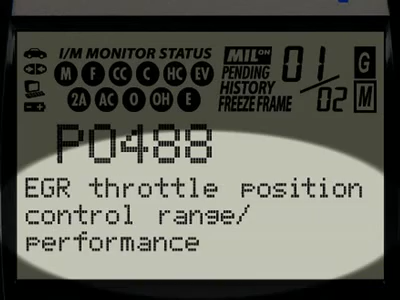 I/M MONITOR STATUS
M F CC C HC EV
2A AC O OH E
MIL ON
PENDING
HISTORY
FREEZE FRAME
01/02
G
M
P0488
EGR throttle position
control range/
performance